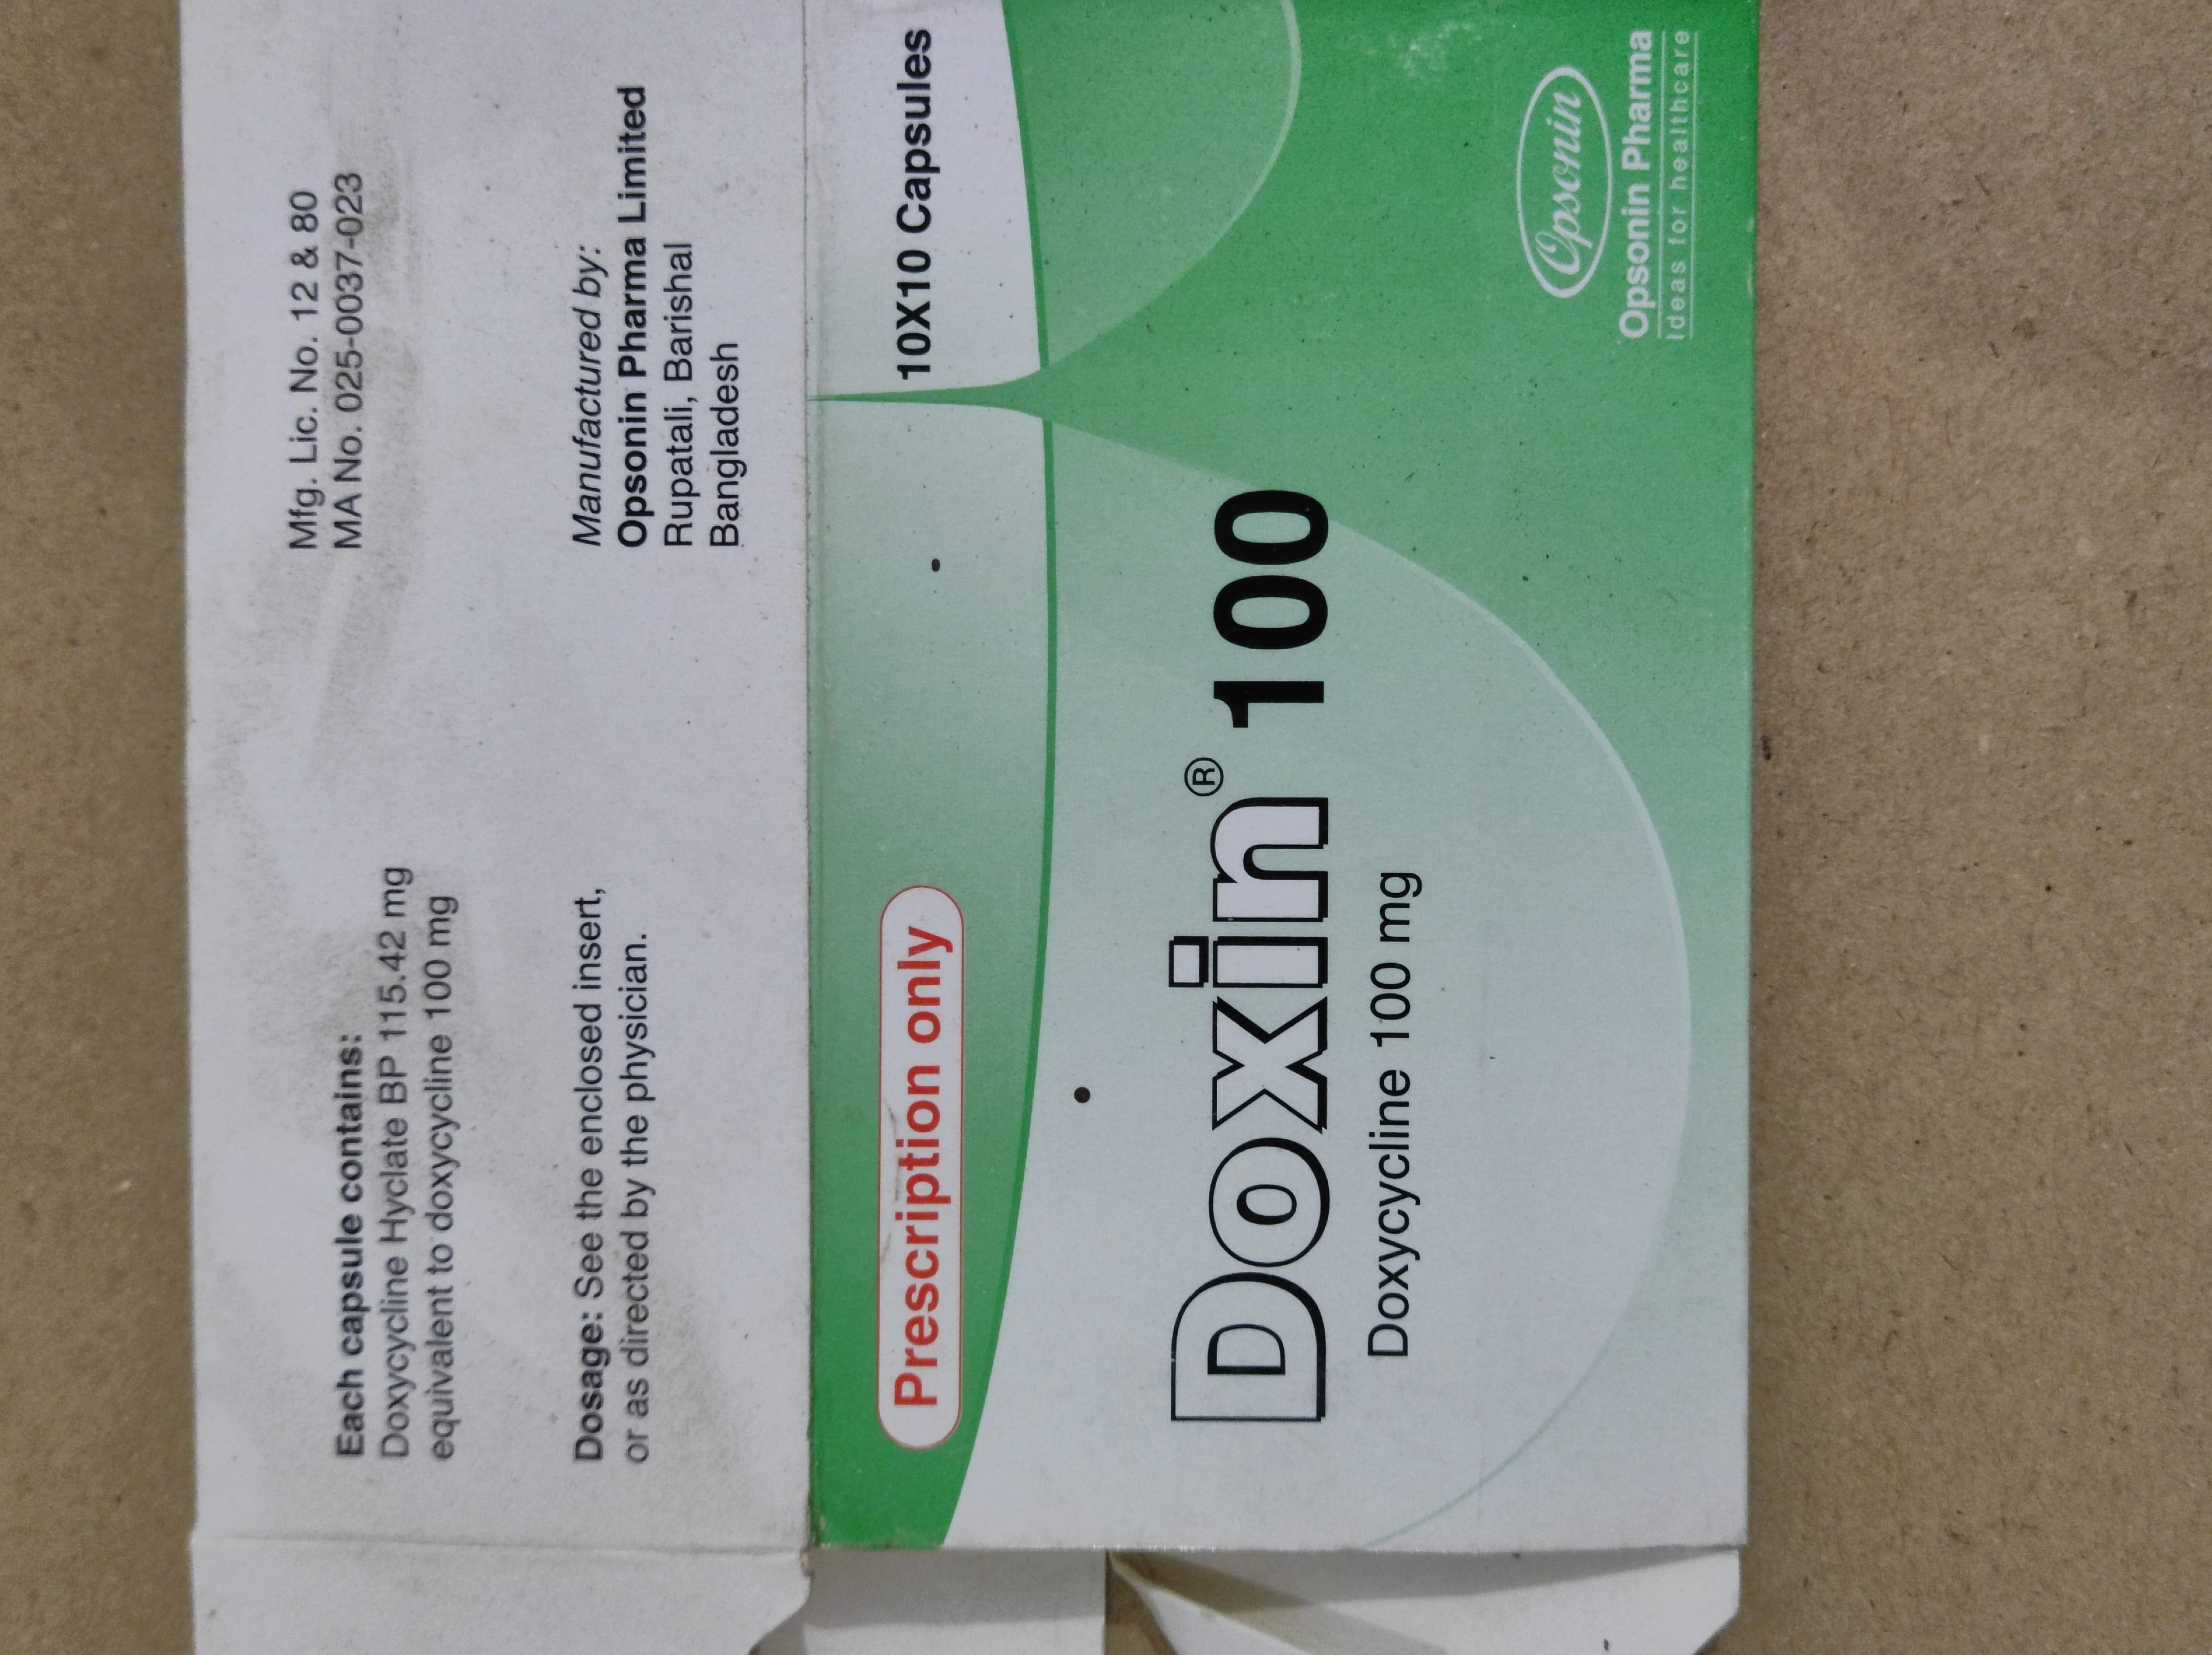 Each capsule contains:
Doxycycline Hyclate BP 115.42 mg
equivalent to doxycycline 100 mg
Mfg. Lic. No. 12 & 80
MA No. 025-0037-023
Dosage: See the enclosed insert,
or as directed by the physician.
Manufactured by:
Opsonin Pharma Limited
Rupatali, Barishal
Bangladesh
Prescription only
10X10 Capsules
Doxin® 100
Doxycycline 100 mg
Opsonin
Opsonin Pharma
Ideas for healthcare